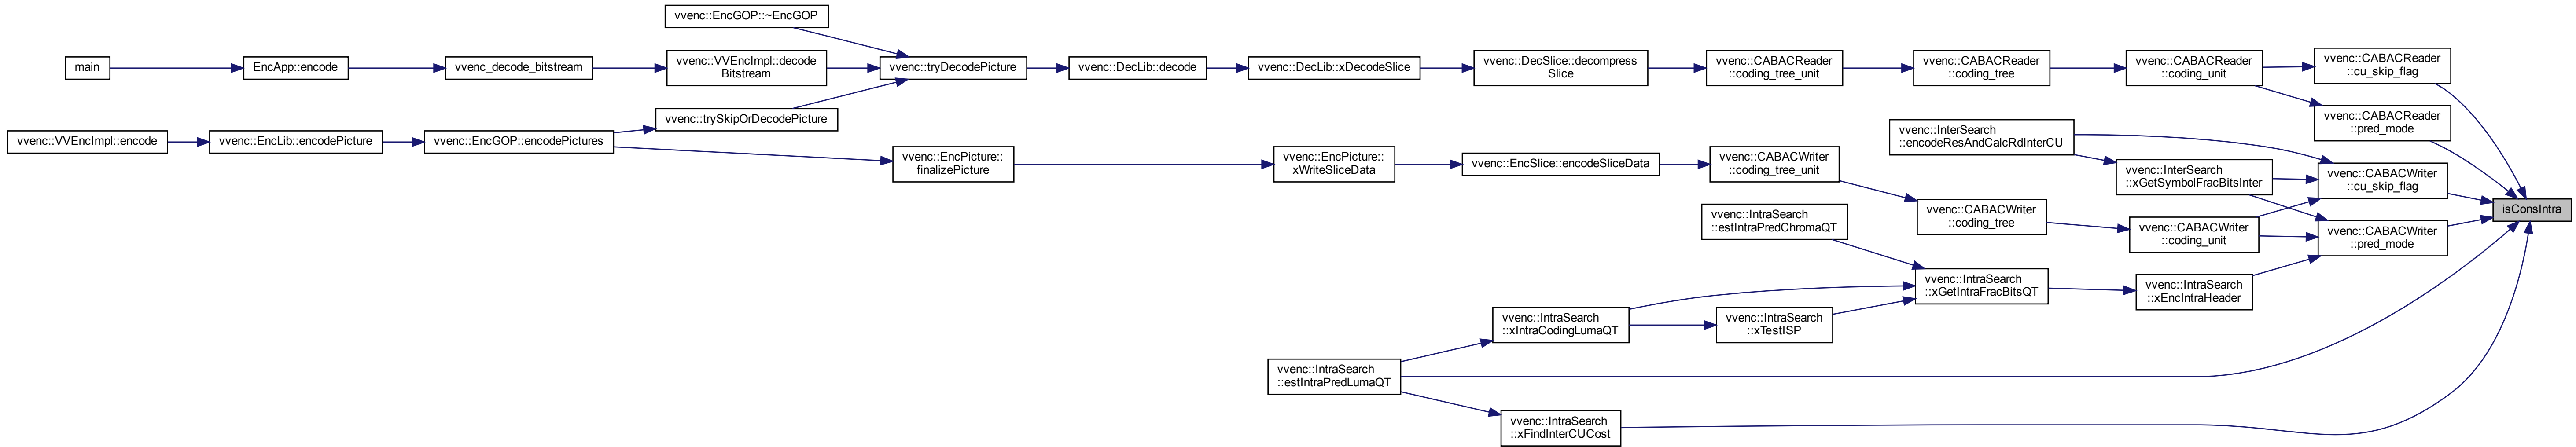 vvenc::EncGOP::~EncGOP
main
EncApp::encode
vvenc_decode_bitstream
vvenc::VVEncImpl::decode
Bitstream
vvenc::tryDecodePicture
vvenc::DecLib::decode
vvenc::DecLib::xDecodeSlice
vvenc::DecSlice::decompress
Slice
vvenc::CABACReader
::coding_tree_unit
vvenc::CABACReader
::coding_tree
vvenc::CABACReader
::coding_unit
vvenc::CABACReader
::cu_skip_flag
vvenc::trySkipOrDecodePicture
vvenc::CABACReader
::pred_mode
vvenc::VVEncImpl::encode
vvenc::EncLib::encodePicture
vvenc::EncGOP::encodePictures
vvenc::EncPicture::
finalizePicture
vvenc::EncPicture::
xWriteSliceData
vvenc::EncSlice::encodeSliceData
vvenc::CABACWriter
::coding_tree_unit
vvenc::InterSearch
::encodeResAndCalcRdInterCU
vvenc::InterSearch
::xGetSymbolFracBitsInter
vvenc::CABACWriter
::cu_skip_flag
isConsIntra
vvenc::IntraSearch
::estIntraPredChromaQT
vvenc::CABACWriter
::coding_tree
vvenc::CABACWriter
::coding_unit
vvenc::CABACWriter
::pred_mode
vvenc::IntraSearch
::xGetIntraFracBitsQT
vvenc::IntraSearch
::xEncIntraHeader
vvenc::IntraSearch
::xIntraCodingLumaQT
vvenc::IntraSearch
::xTestISP
vvenc::IntraSearch
::estIntraPredLumaQT
vvenc::IntraSearch
::xFindInterCUCost